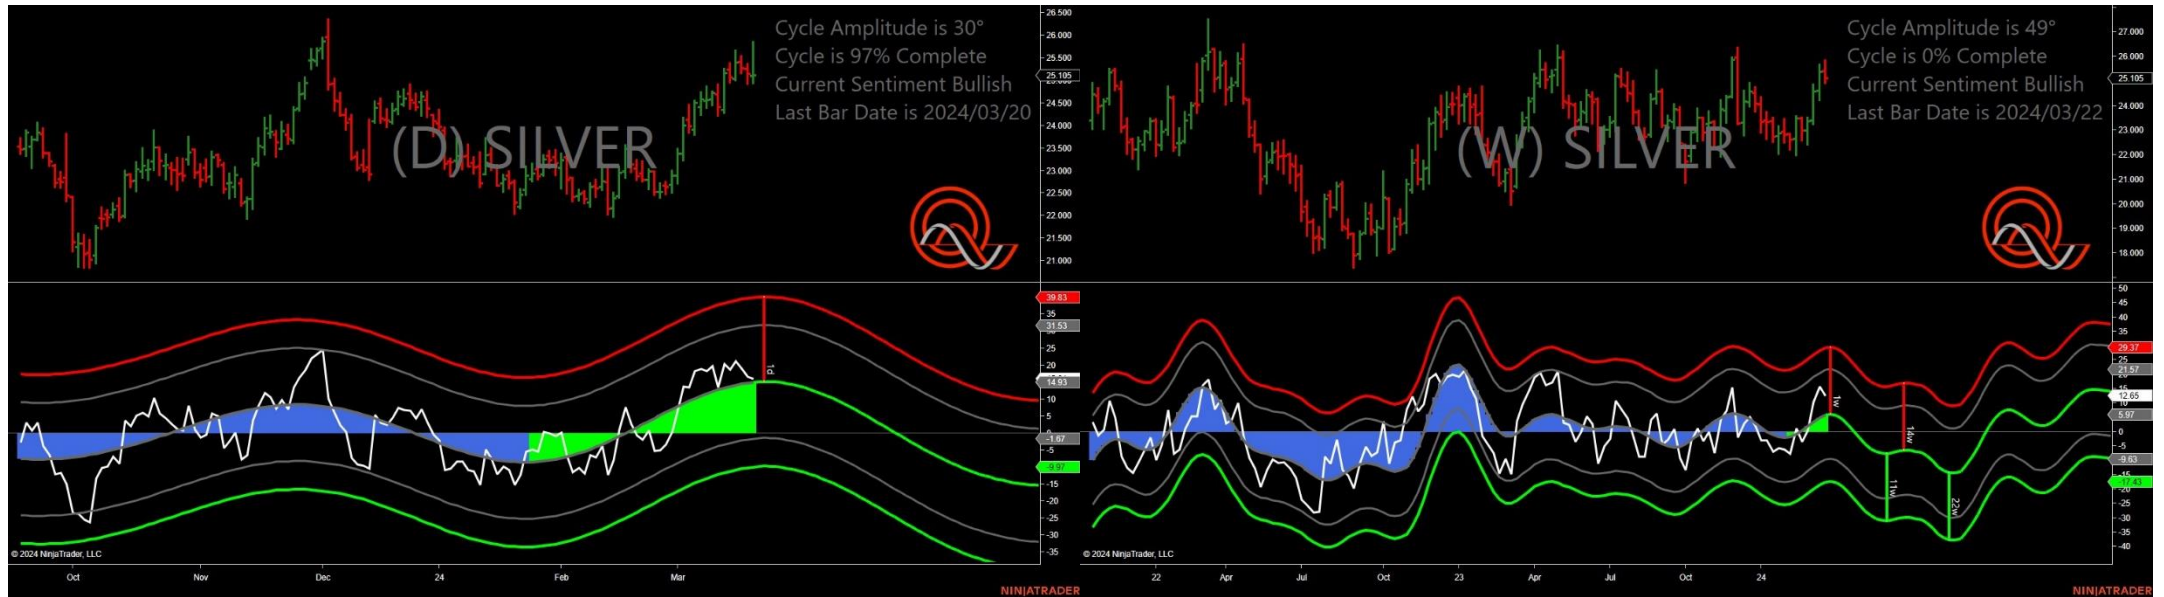 Cycle Amplitude is 30°
Cycle is 97% Complete
Current Sentiment Bullish
Last Bar Date is 2024/03/20
(D) SILVER
26.500
26.000
25.500
25.105
24.500
24.000
23.500
23.000
22.500
22.000
21.500
21.000
39.83
35
31.53
25
20
14.93
10
5
0
-1.67
-5
-9.97
-15
-20
-25
-30
-35
1d
© 2024 NinjaTrader, LLC
Oct
Nov
Dec
24
Feb
Mar
NINJATRADER
Cycle Amplitude is 49°
Cycle is 0% Complete
Current Sentiment Bullish
Last Bar Date is 2024/03/22
(W) SILVER
27.000
26.000
25.105
24.000
23.000
22.000
21.000
20.000
19.000
18.000
50
45
40
35
29.37
21.57
12.65
5.97
0
-5
-9.63
-15
-17.43
-25
-30
-35
-40
1w
14w
11w
22w
© 2024 NinjaTrader, LLC
22
Apr
Jul
Oct
23
Apr
Jul
Oct
24
NINJATRADER